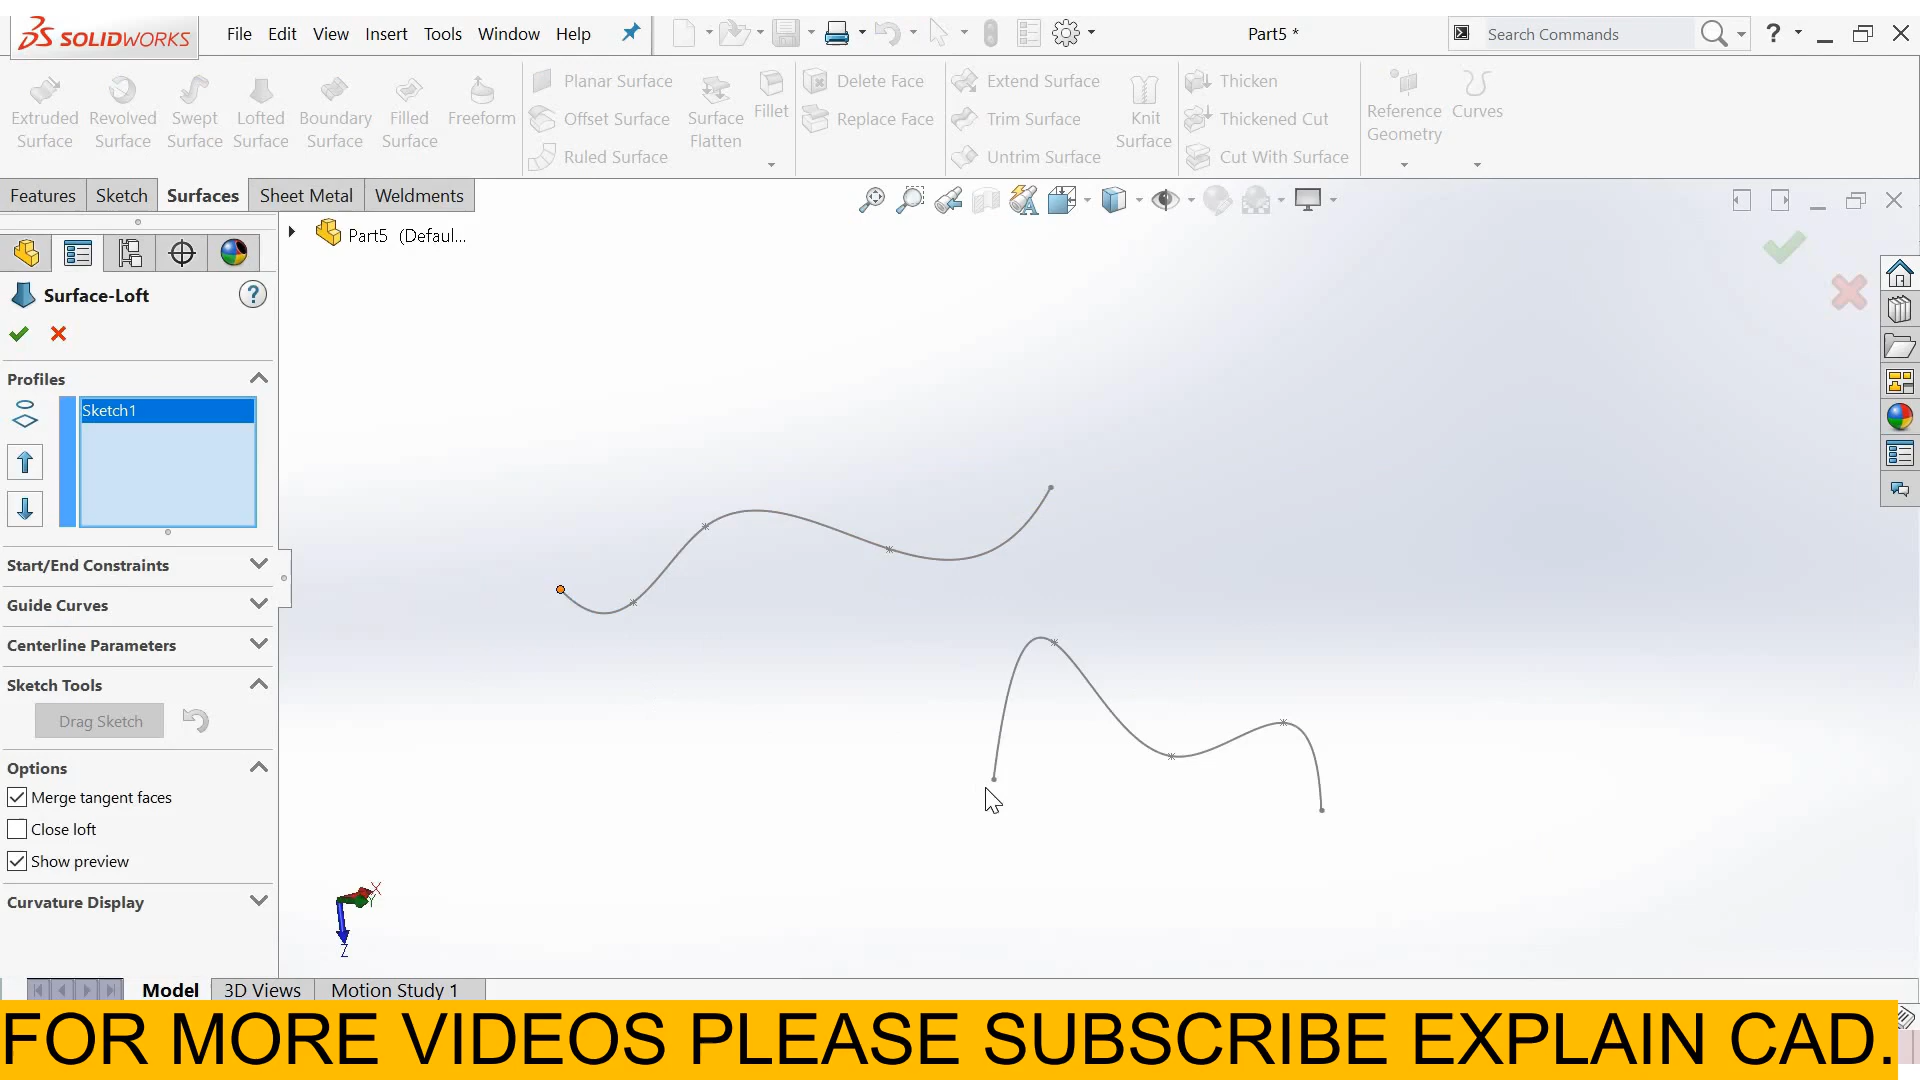 SOLIDWORKS File Edit View Insert Tools Window Help Part5 * Search Commands ?
Extruded Surface
Revolved Surface
Swept Surface
Lofted Surface
Boundary Surface
Filled Surface
Freeform
Planar Surface
Offset Surface
Ruled Surface
Surface Flatten
Fillet
Delete Face
Replace Face
Extend Surface
Trim Surface
Untrim Surface
Knit Surface
Thicken
Thickened Cut
Cut With Surface
Reference Geometry
Curves
Features Sketch Surfaces Sheet Metal Weldments
Part5 (Defaul...
Surface-Loft ?
Profiles
Sketch1
Start/End Constraints
Guide Curves
Centerline Parameters
Sketch Tools
Drag Sketch
Options
Merge tangent faces
Close loft
Show preview
Curvature Display
X
Y
Z
Model 3D Views Motion Study 1
FOR MORE VIDEOS PLEASE SUBSCRIBE EXPLAIN CAD.